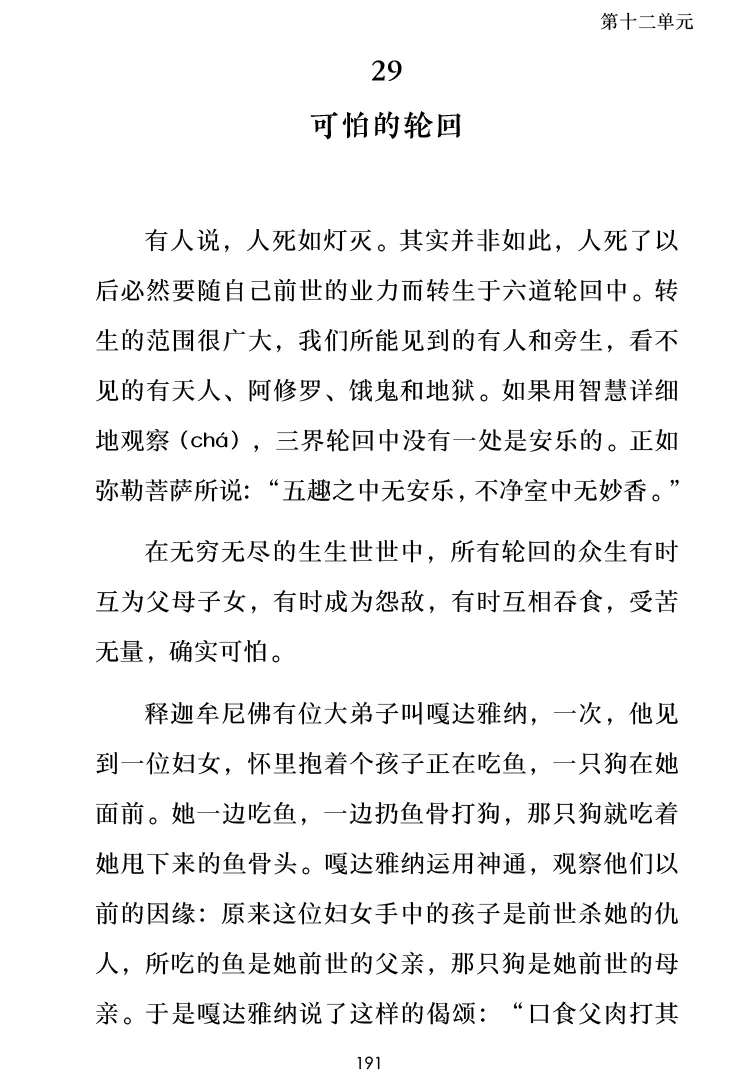 第十二单元
29
可怕的轮回
有人说，人死如灯灭。其实并非如此，人死了以
后必然要随自己前世的业力而转生于六道轮回中。转
生的范围很广大，我们所能见到的有人和旁生，看不
见的有天人、阿修罗、饿鬼和地狱。如果用智慧详细
地观察（chá），三界轮回中没有一处是安乐的。正如
弥勒菩萨所说：“五趣之中无安乐，不净室中无妙香。”
在无穷无尽的生生世世中，所有轮回的众生有时
互为父母子女，有时成为怨敌，有时互相吞食，受苦
无量，确实可怕。
释迦牟尼佛有位大弟子叫嘎达雅纳，一次，他见
到一位妇女，怀里抱着个孩子正在吃鱼，一只狗在她
面前。她一边吃鱼，一边扔鱼骨打狗，那只狗就吃着
她甩下来的鱼骨头。嘎达雅纳运用神通，观察他们以
前的因缘：原来这位妇女手中的孩子是前世杀她的仇
人，所吃的鱼是她前世的父亲，那只狗是她前世的母
亲。于是嘎达雅纳说了这样的偈颂：“口食父肉打其
191